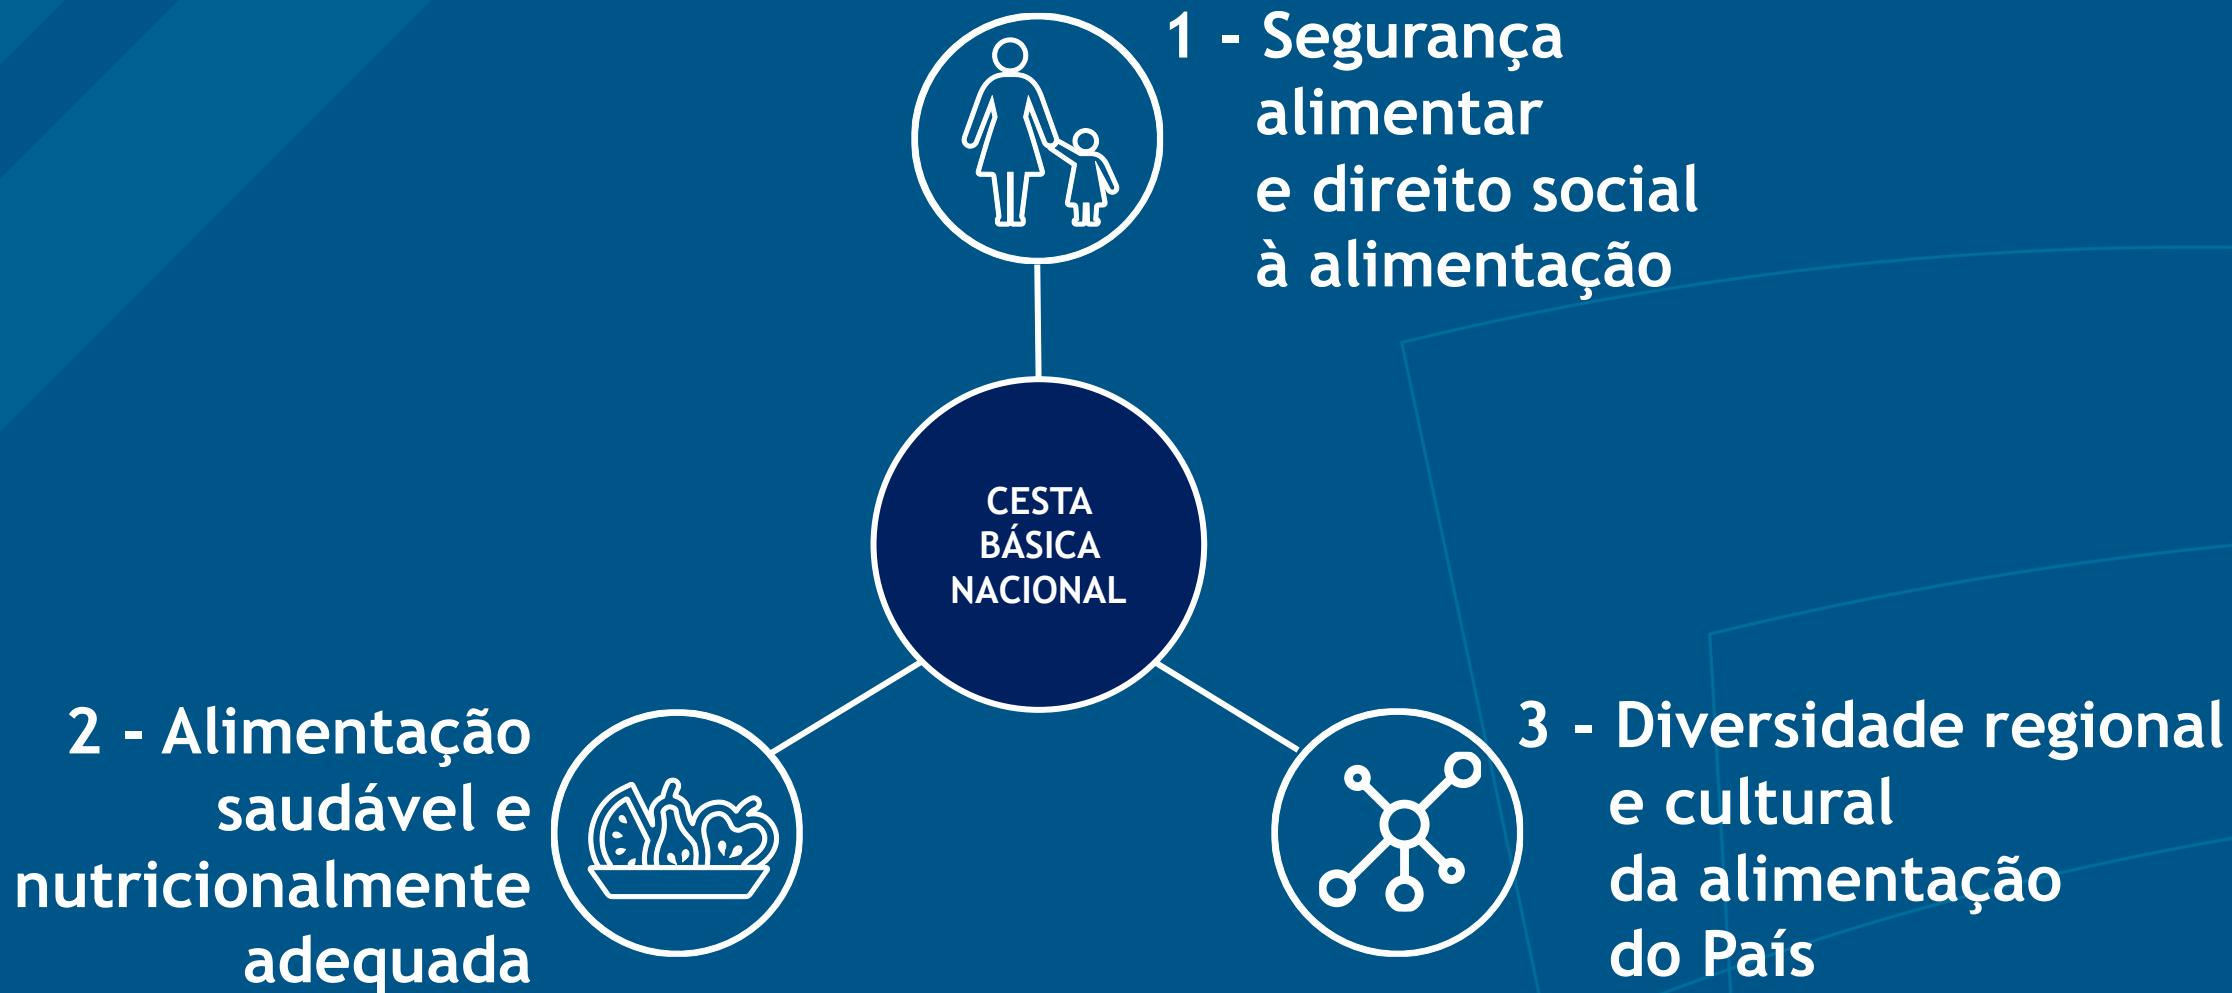 1 - Segurança
alimentar
e direito social
à alimentação
CESTA
BÁSICA
NACIONAL
2 - Alimentação
saudável e
nutricionalmente
adequada
3 - Diversidade regional
e cultural
da alimentação
do País